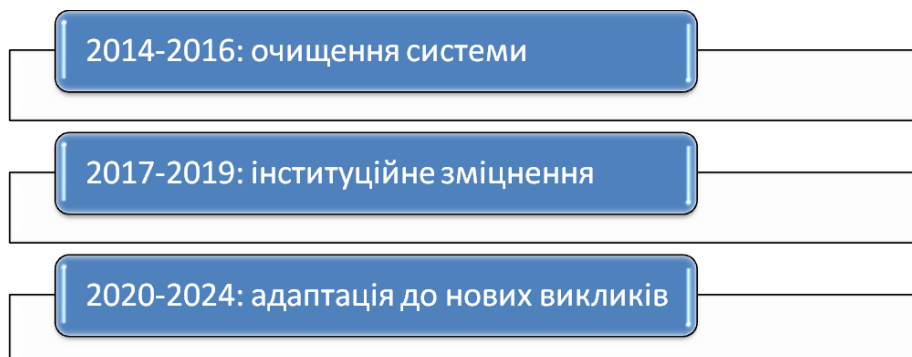 2014-2016: очищення системи
2017-2019: інституційне зміцнення
2020-2024: адаптація до нових викликів